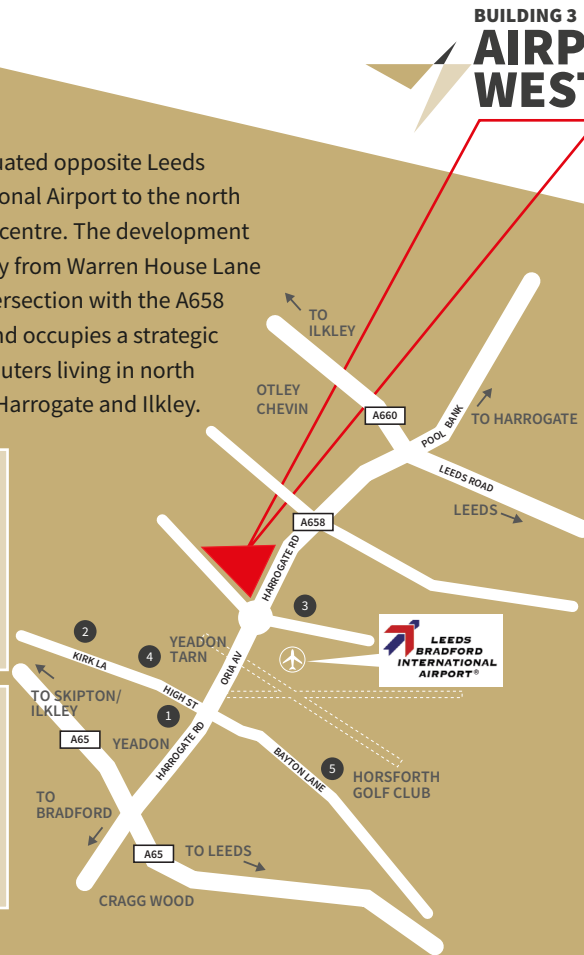 BUILDING 3
AIRP
WEST
uated opposite Leeds
onal Airport to the north
centre. The development
y from Warren House Lane
ersection with the A658
nd occupies a strategic
uters living in north
Harrogate and Ilkley.
TO
ILKLEY
OTLEY
CHEVIN
A660
POOL BANK
TO HARROGATE
LEEDS ROAD
LEEDS
A658
HARROGATE RD
3
2
KIRK LA
4
YEADON
TARN
ORIA AV
LEEDS
BRADFORD
INTERNATIONAL
AIRPORT®
TO SKIPTON/
ILKLEY
HIGH ST
1
A65
YEADON
HARROGATE RD
BAYTON LANE
5
HORSFORTH
GOLF CLUB
TO
BRADFORD
A65
TO LEEDS
CRAGG WOOD